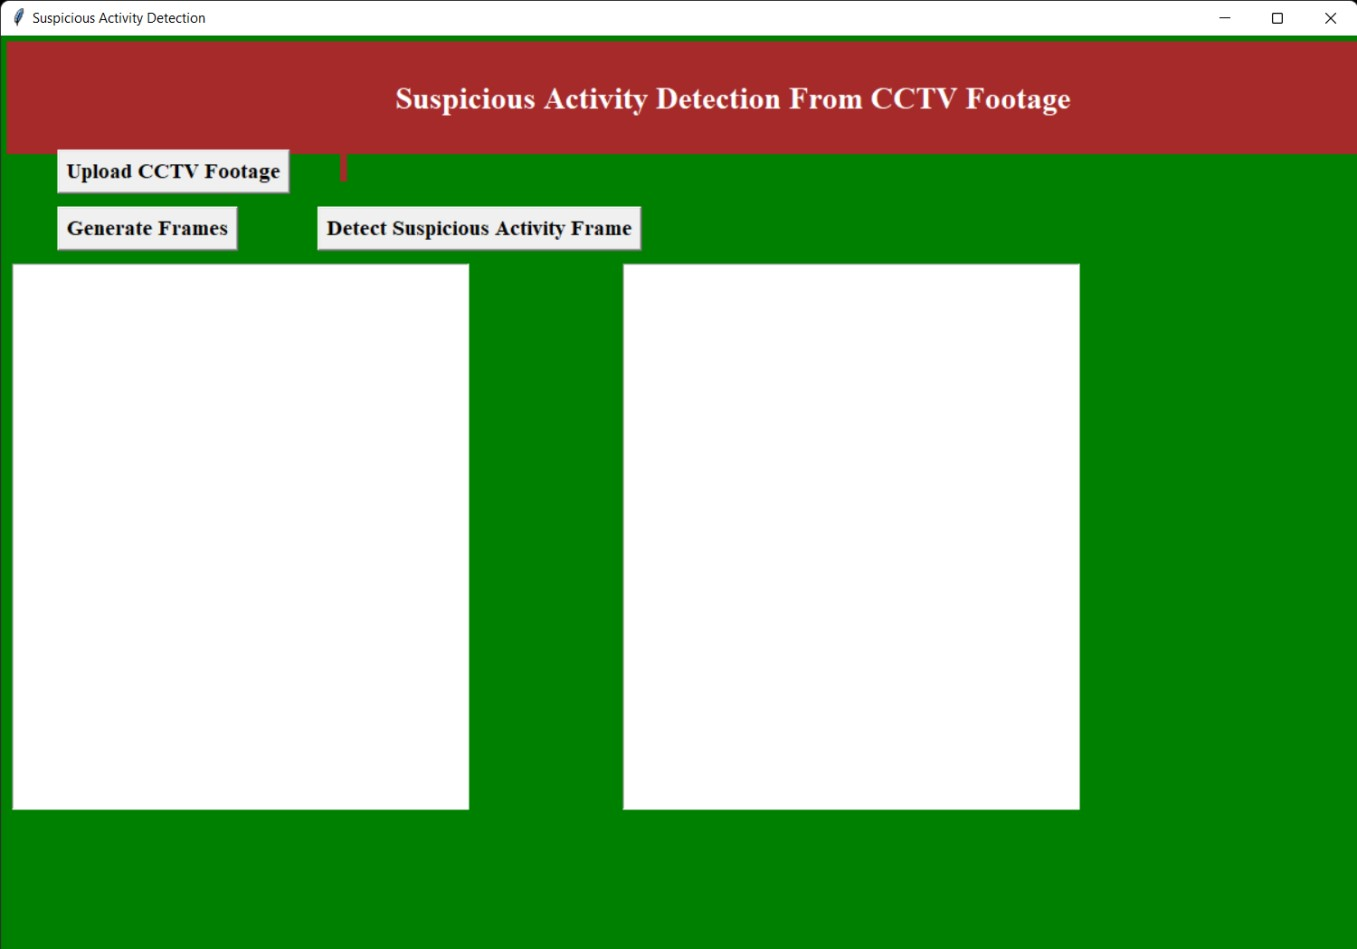 Suspicious Activity Detection
Suspicious Activity Detection From CCTV Footage
Upload CCTV Footage
Generate Frames
Detect Suspicious Activity Frame